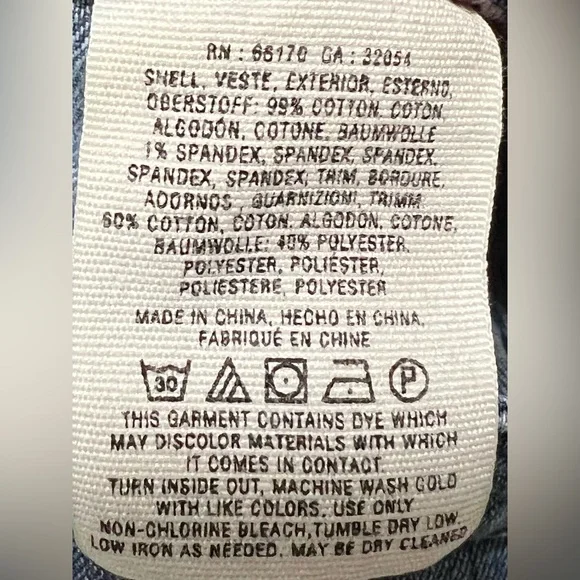 RN : 66170 CA : 32054
SHELL, VESTE, EXTERIOR, ESTERNO,
OBERSTOFF: 99% COTTON, COTON,
ALGODÓN, COTONE, BAUMWOLLE
1% SPANDEX, SPANDEX, SPANDEX,
SPANDEX, SPANDEX, TRIM, BORDURE,
ADORNOS, GUARNIZIONI, TRIMM,
60% COTTON, COTON, ALGODON, COTONE,
BAUMWOLLE; 40% POLYESTER,
POLYESTER, POLIÉSTER,
POLIESTERE, POLYESTER
MADE IN CHINA, HECHO EN CHINA,
FABRIQUÉ EN CHINE
30 P
THIS GARMENT CONTAINS DYE WHICH
MAY DISCOLOR MATERIALS WITH WHICH
IT COMES IN CONTACT.
TURN INSIDE OUT, MACHINE WASH COLD
WITH LIKE COLORS, USE ONLY
NON-CHLORINE BLEACH, TUMBLE DRY LOW,
LOW IRON AS NEEDED, MAY BE DRY CLEANED